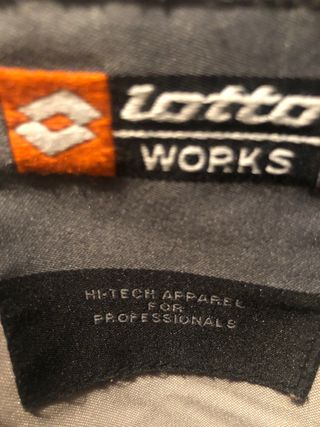 lotto
WORKS
HI-TECH APPAREL
FOR
PROFESSIONALS